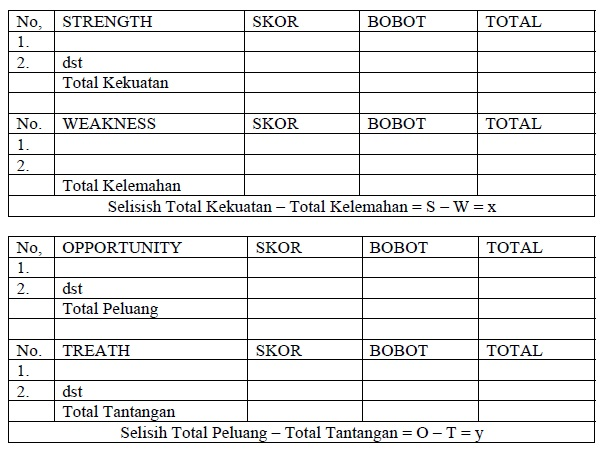 No, STRENGTH SKOR BOBOT TOTAL
1.
2. dst
Total Kekuatan
No. WEAKNESS SKOR BOBOT TOTAL
1.
2.
Total Kelemahan
Selisish Total Kekuatan – Total Kelemahan = S – W = x
No, OPPORTUNITY SKOR BOBOT TOTAL
1.
2. dst
Total Peluang
No. TREATH SKOR BOBOT TOTAL
1.
2. dst
Total Tantangan
Selisih Total Peluang – Total Tantangan = O – T = y